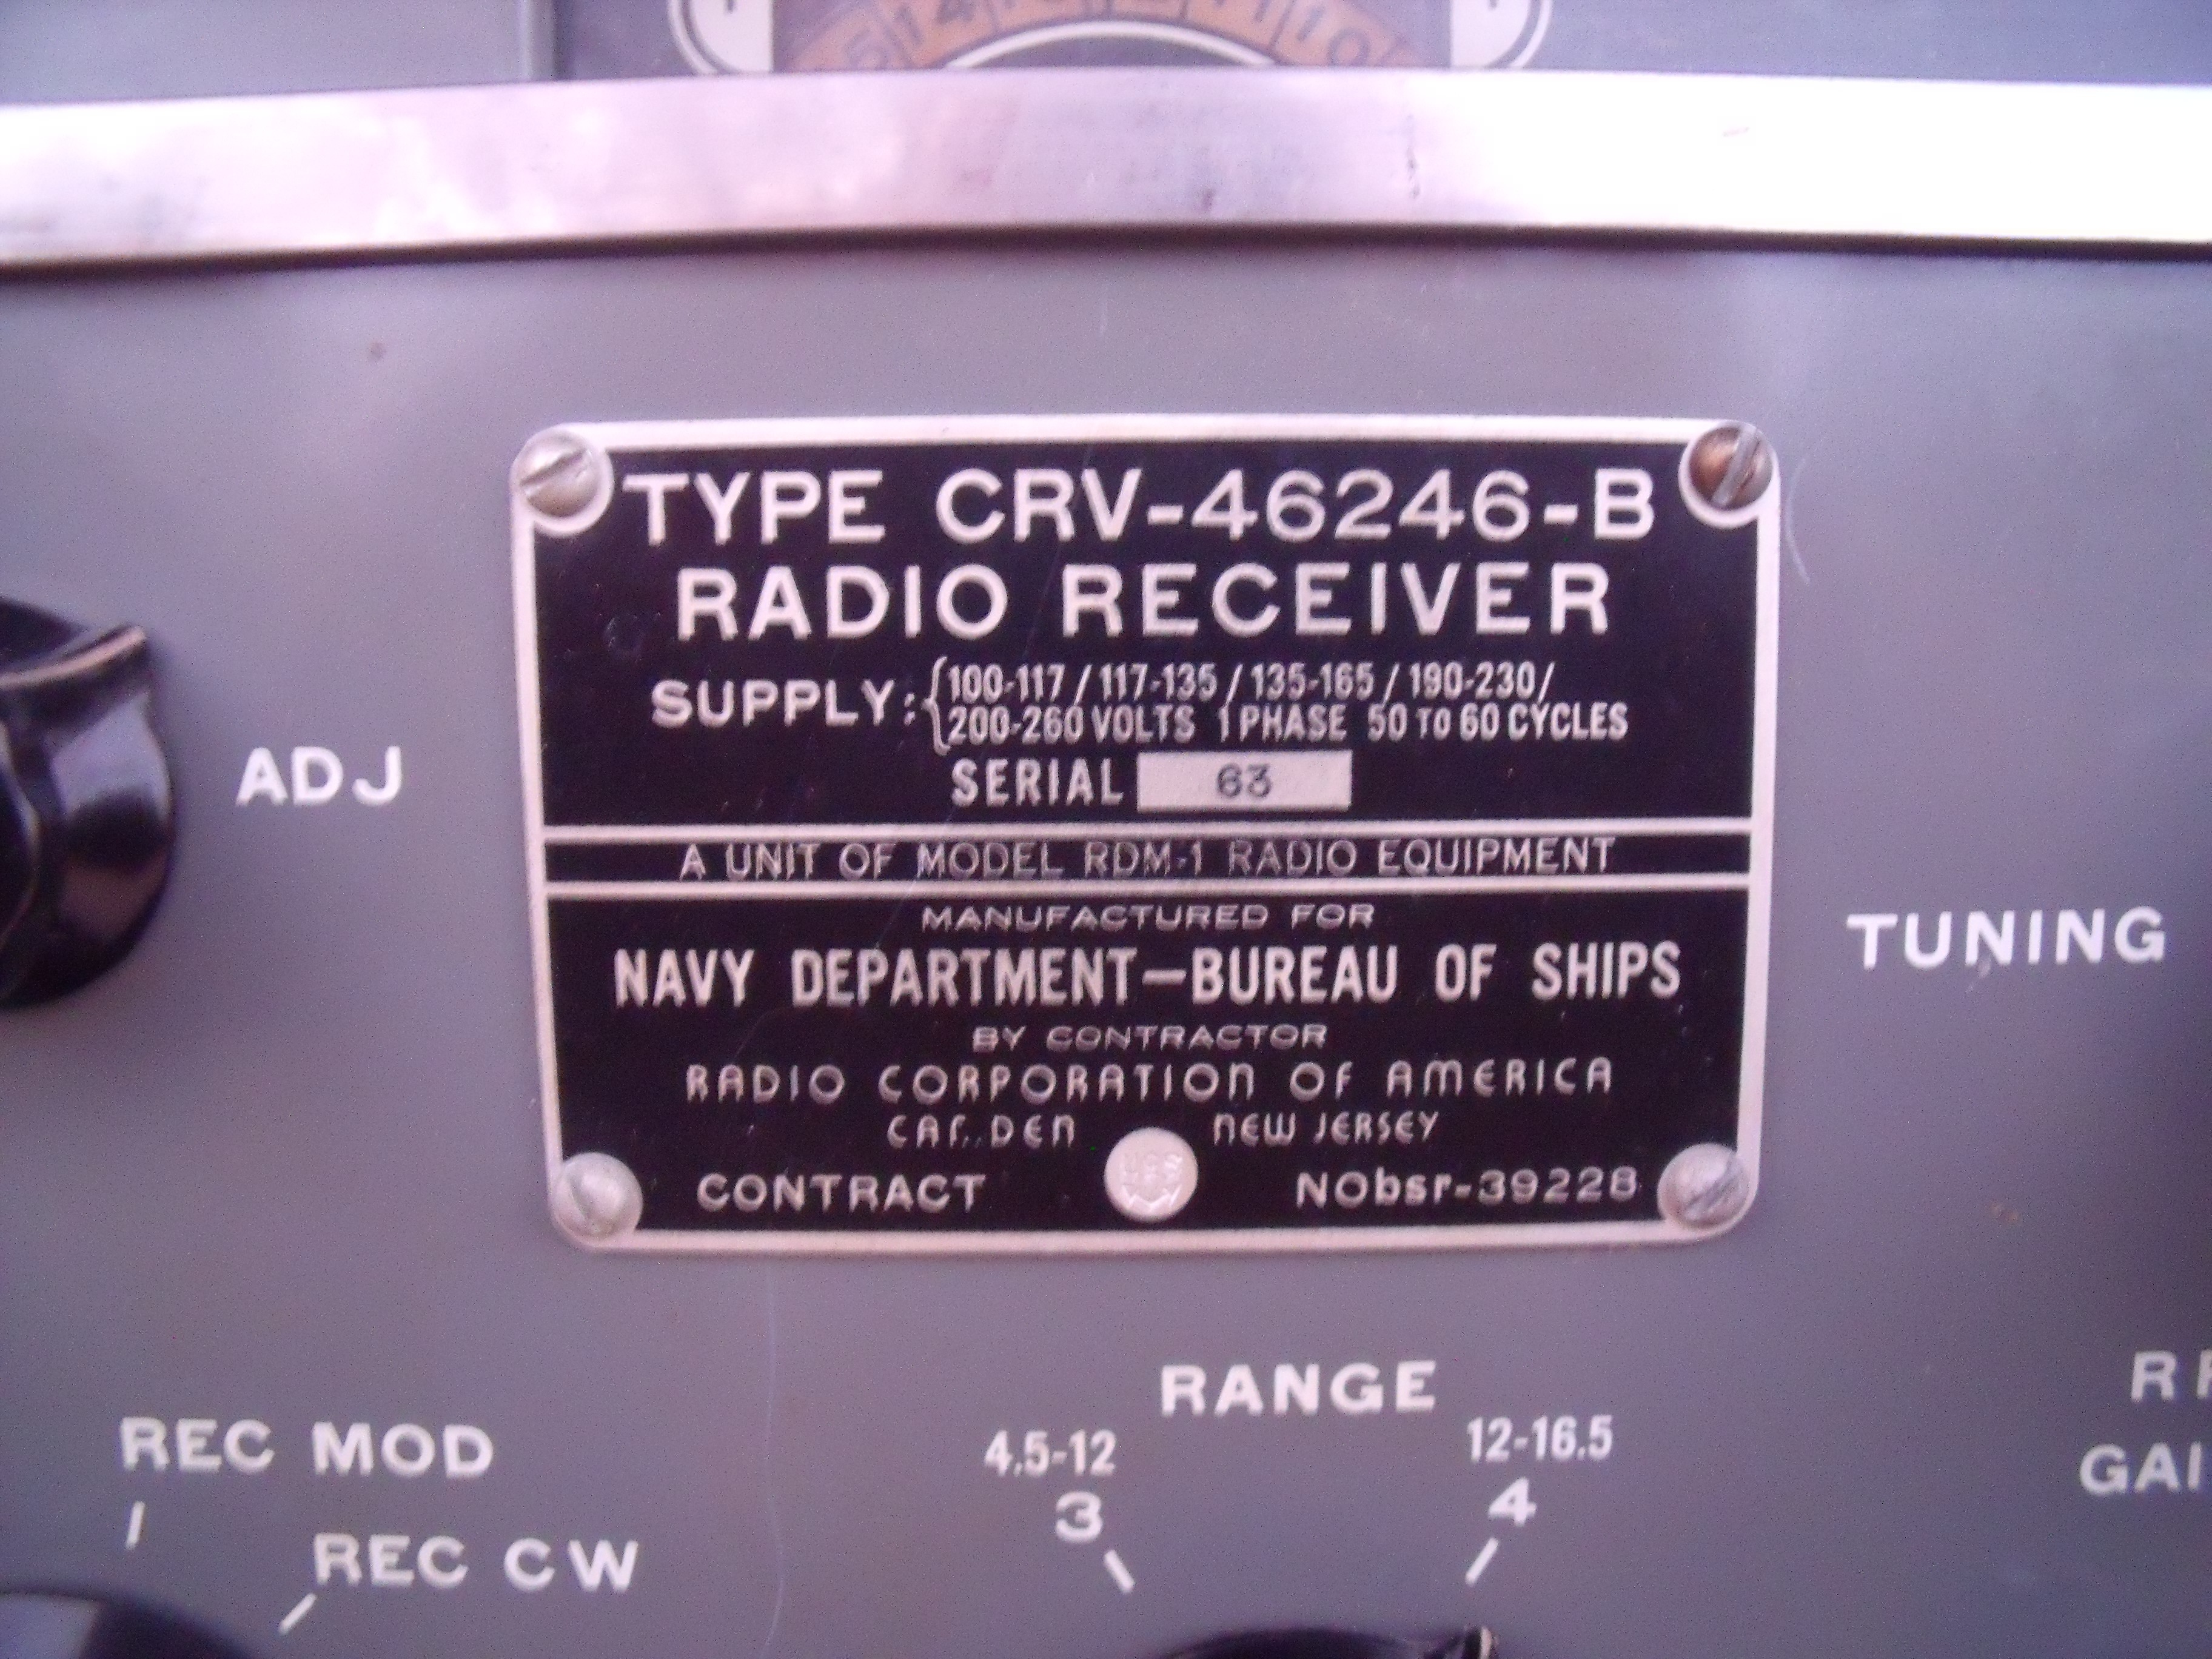 14
11
10
TYPE CRV-46246-B
RADIO RECEIVER
SUPPLY: {100-117 / 117-135 / 135-165 / 190-230/
200-260 VOLTS 1 PHASE 50 TO 60 CYCLES
ADJ
SERIAL 63
A UNIT OF MODEL RDM-1 RADIO EQUIPMENT
MANUFACTURED FOR
NAVY DEPARTMENT—BUREAU OF SHIPS
TUNING
BY CONTRACTOR
RADIO CORPORATION OF AMERICA
CAMDEN NEW JERSEY
CONTRACT NObsr-39228
RANGE
4.5-12 12-16.5
3 4
REC MOD
REC CW